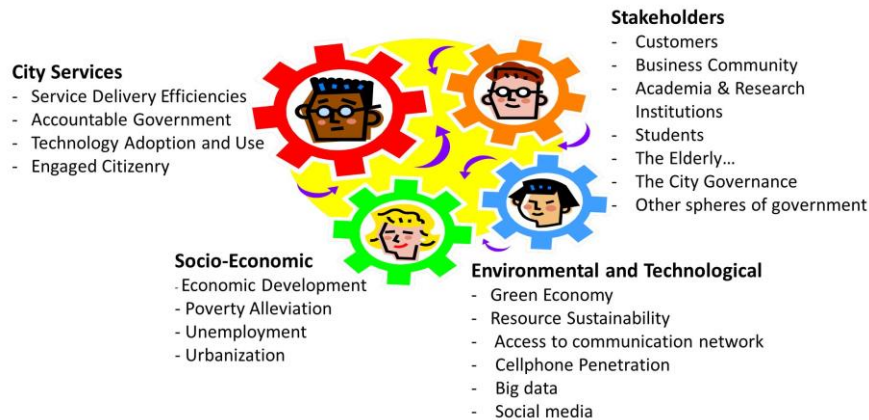 City Services
- Service Delivery Efficiencies
- Accountable Government
- Technology Adoption and Use
- Engaged Citizenry
Stakeholders
- Customers
- Business Community
- Academia & Research
Institutions
- Students
- The Elderly…
- The City Governance
- Other spheres of government
Socio-Economic
- Economic Development
- Poverty Alleviation
- Unemployment
- Urbanization
Environmental and Technological
- Green Economy
- Resource Sustainability
- Access to communication network
- Cellphone Penetration
- Big data
- Social media